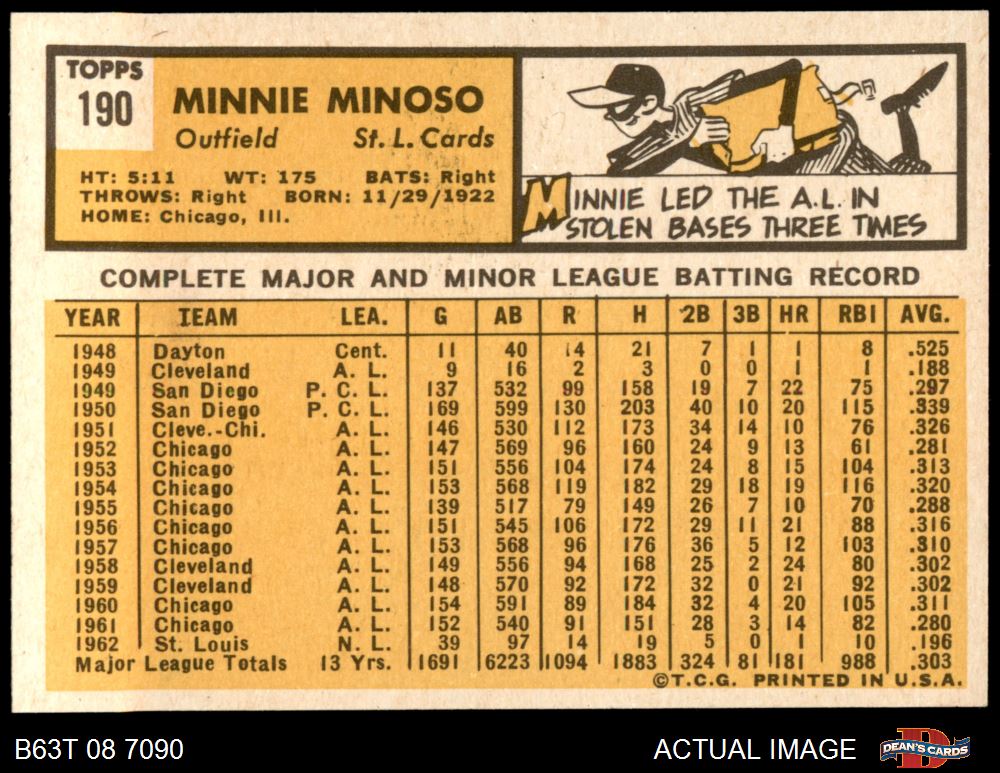 TOPPS
190
MINNIE MINOSO
Outfield St. L. Cards
HT: 5:11 WT: 175 BATS: Right
THROWS: Right BORN: 11/29/1922
HOME: Chicago, Ill.
MINNIE LED THE A.L. IN
STOLEN BASES THREE TIMES
COMPLETE MAJOR AND MINOR LEAGUE BATTING RECORD
YEAR TEAM LEA. G AB R H 2B 3B HR RBI AVG.
1948 Dayton Cent. 11 40 14 21 7 1 1 8 .525
1949 Cleveland A. L. 9 16 2 3 0 0 1 1 .188
1949 San Diego P. C. L. 137 532 99 158 19 7 22 75 .297
1950 San Diego P. C. L. 169 599 130 203 40 10 20 115 .339
1951 Cleve.-Chi. A. L. 146 530 112 173 34 14 10 76 .326
1952 Chicago A. L. 147 569 96 160 24 9 13 61 .281
1953 Chicago A. L. 151 556 104 174 24 8 15 104 .313
1954 Chicago A. L. 153 568 119 182 29 18 19 116 .320
1955 Chicago A. L. 139 517 79 149 26 7 10 70 .288
1956 Chicago A. L. 151 545 106 172 29 11 21 88 .316
1957 Chicago A. L. 153 568 96 176 36 5 12 103 .310
1958 Cleveland A. L. 149 556 94 168 25 2 24 80 .302
1959 Cleveland A. L. 148 570 92 172 32 0 21 92 .302
1960 Chicago A. L. 154 591 89 184 32 4 20 105 .311
1961 Chicago A. L. 152 540 91 151 28 3 14 82 .280
1962 St. Louis N. L. 39 97 14 19 5 0 1 10 .196
Major League Totals 13 Yrs. 1691 6223 1094 1883 324 81 181 988 .303
©T.C.G. PRINTED IN U.S.A.
B63T 08 7090 ACTUAL IMAGE DEAN'S CARDS